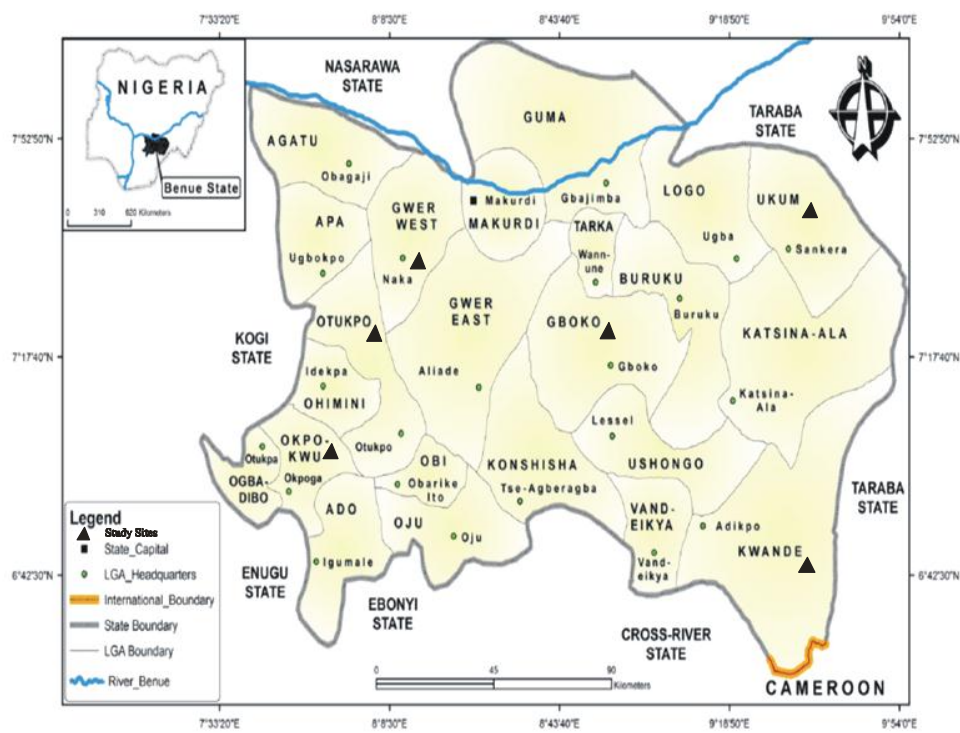 7°33'20"
8°8'30"E
8°43'40"
9°18'50"
9°54'0"E
NIGERIA
Benue State
0 310 620 Kilometers
NASARAWA
STATE
TARABA
STATE
N
7°52'50"N
7°52'50"N
GUMA
AGATU
Obagaji
APA
Ugbokpo
GWER
WEST
Naka
Makurdi
MAKURDI
Gbajimba
TARKA
Wann-
une
LOGO
Ugba
UKUM
Sankera
BURUKU
Buruku
GWER
EAST
Aliade
GBOKO
Gboko
KATSINA-ALA
Katsina-
Ala
OTUKPO
KOGI
STATE
7°17'40"N
7°17'40"N
Idekpa
OHIMINI
Otukpo
Lessel
USHONGO
OKPO-
KWU
Otukpa
Okpoga
OGBA-
DIBO
OBI
Obarike
Ito
KONSHISHA
Tse-Agberagba
ADO
OJU
Oju
Igumale
VAND-
EIKYA
Vand-
eikya
Adikpo
KWANDE
TARABA
STATE
6°42'30"N
6°42'30"N
ENUGU
STATE
EBONYI
STATE
CROSS-RIVER
STATE
CAMEROON
0 45 90
Kilometers
Legend
Study Sites
State_Capital
LGA_Headquarters
International_Boundary
State Boundary
LGA Boundary
River_Benue
7°33'20"
8°8'30"E
8°43'40"
9°18'50"
9°54'0"E